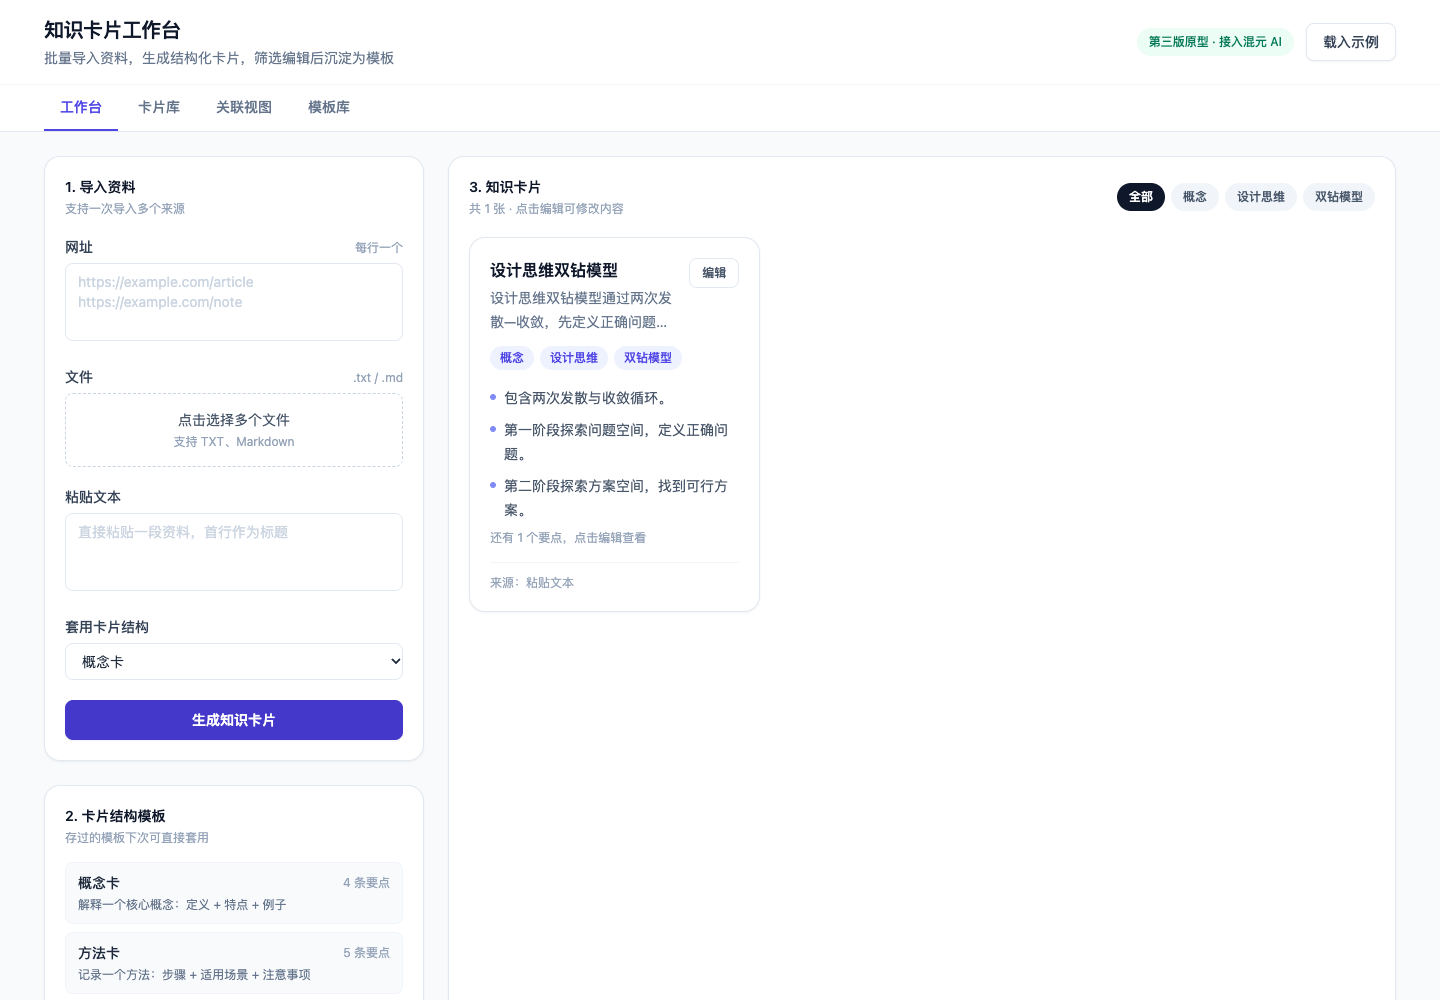 知识卡片工作台
批量导入资料，生成结构化卡片，筛选编辑后沉淀为模板
第三版原型 · 接入混元 AI
载入示例
工作台
卡片库
关联视图
模板库
1. 导入资料
支持一次导入多个来源
网址
每行一个
https://example.com/article
https://example.com/note
文件
.txt / .md
点击选择多个文件
支持 TXT、Markdown
粘贴文本
直接粘贴一段资料，首行作为标题
套用卡片结构
概念卡
生成知识卡片
2. 卡片结构模板
存过的模板下次可直接套用
概念卡
4 条要点
解释一个核心概念：定义 + 特点 + 例子
方法卡
5 条要点
记录一个方法：步骤 + 适用场景 + 注意事项
3. 知识卡片
共 1 张 · 点击编辑可修改内容
全部
概念
设计思维
双钻模型
设计思维双钻模型
编辑
设计思维双钻模型通过两次发
散—收敛，先定义正确问题...
概念
设计思维
双钻模型
包含两次发散与收敛循环。
第一阶段探索问题空间，定义正确问
题。
第二阶段探索方案空间，找到可行方
案。
还有 1 个要点，点击编辑查看
来源：粘贴文本